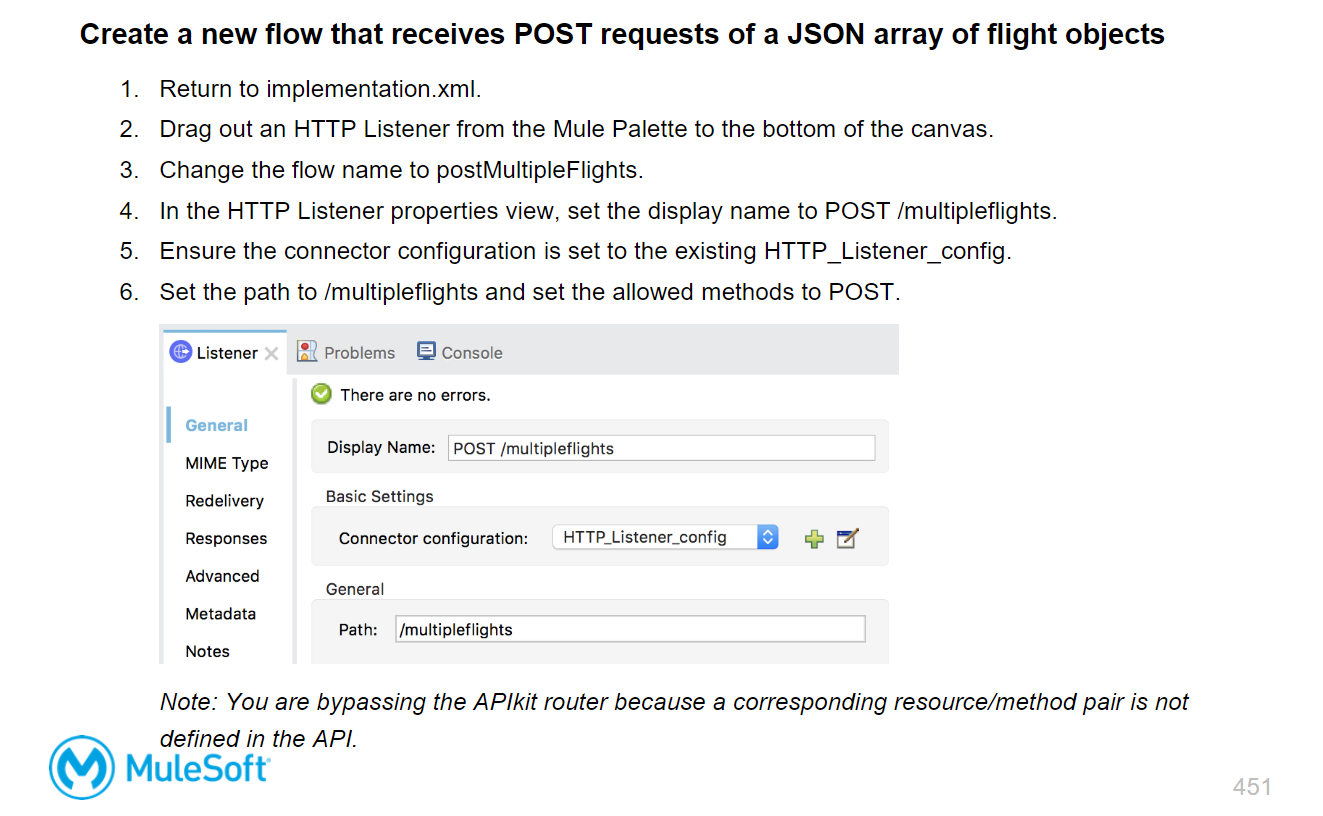 Create a new flow that receives POST requests of a JSON array of flight objects
1. Return to implementation.xml.
2. Drag out an HTTP Listener from the Mule Palette to the bottom of the canvas.
3. Change the flow name to postMultipleFlights.
4. In the HTTP Listener properties view, set the display name to POST /multipleflights.
5. Ensure the connector configuration is set to the existing HTTP_Listener_config.
6. Set the path to /multipleflights and set the allowed methods to POST.
Listener Problems Console
There are no errors.
General
MIME Type
Redelivery
Responses
Advanced
Metadata
Notes
Display Name: POST /multipleflights
Basic Settings
Connector configuration: HTTP_Listener_config
General
Path: /multipleflights
Note: You are bypassing the APIkit router because a corresponding resource/method pair is not
defined in the API.
MuleSoft
451